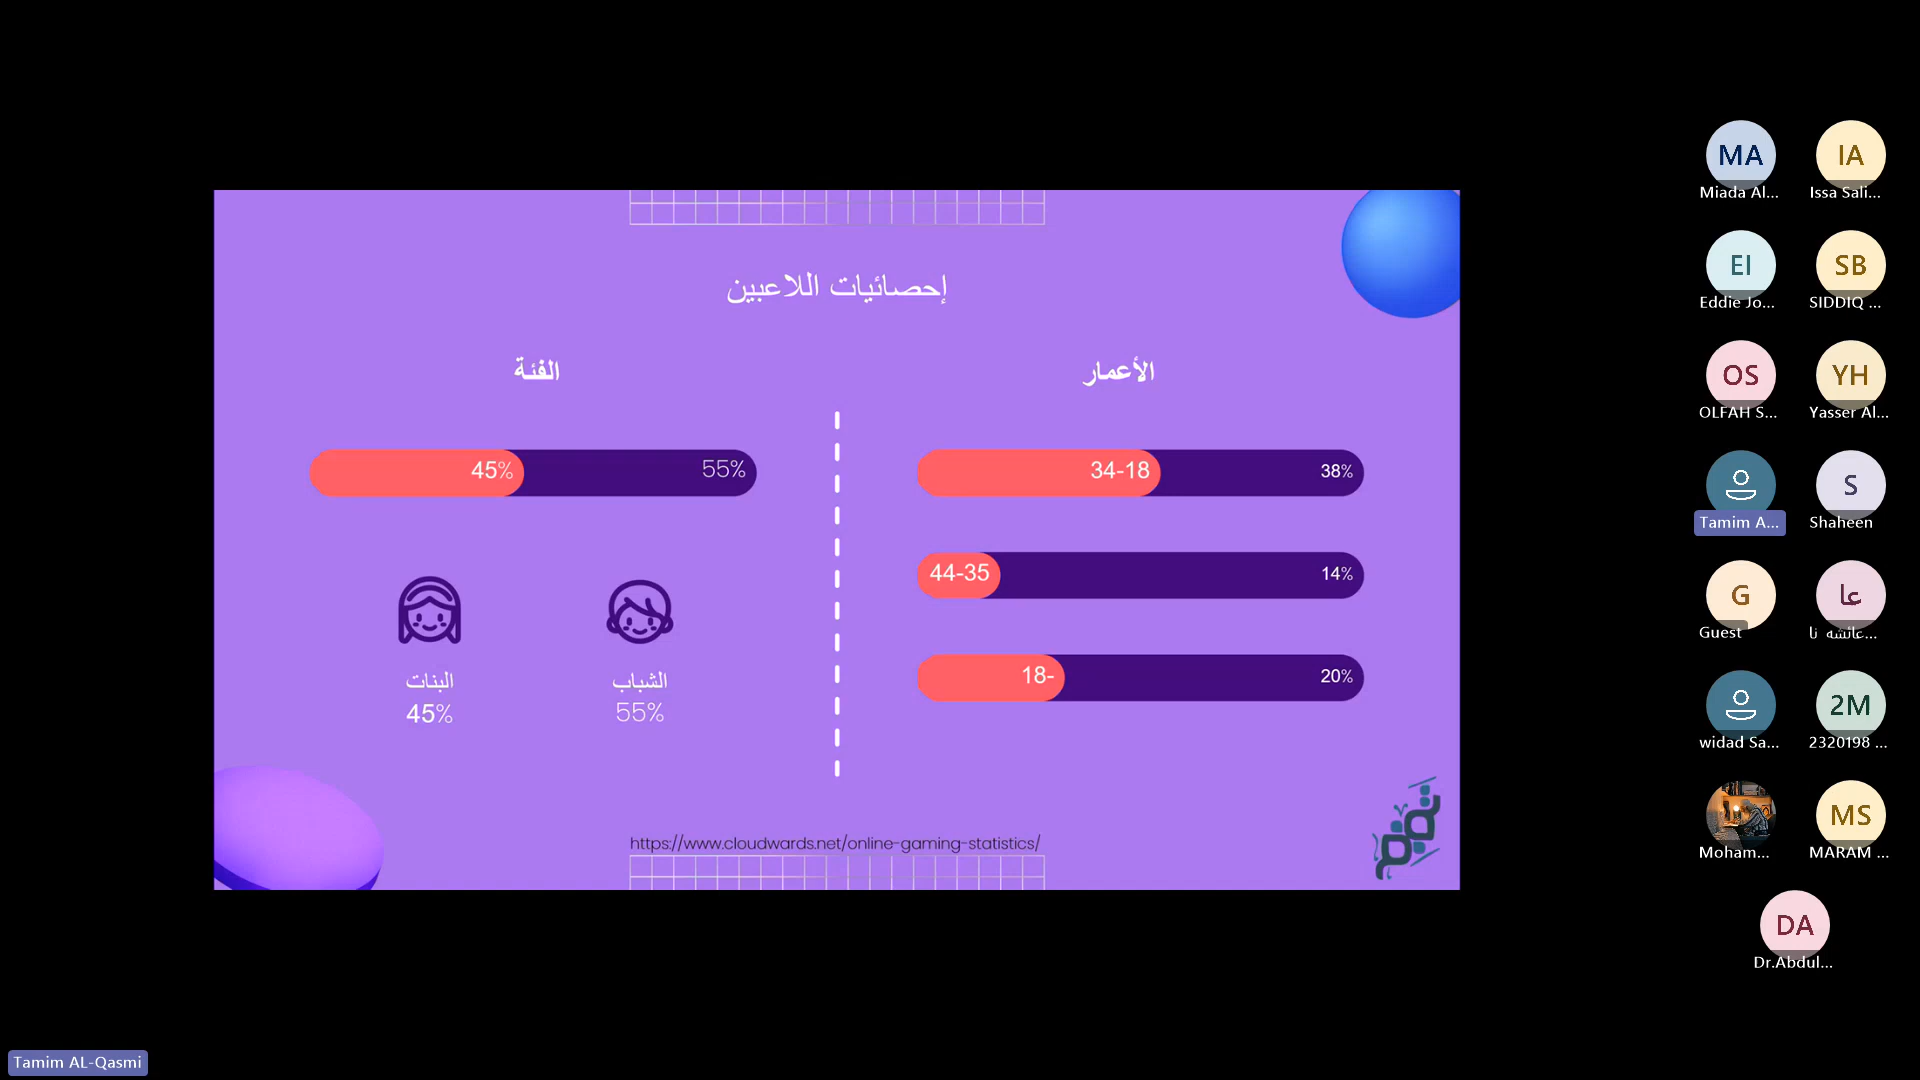 إحصائيات اللاعبين
الأعمار
34-18
38%
44-35
14%
18-
20%
الفئة
45%
55%
البنات
45%
الشباب
55%
https://www.cloudwards.net/online-gaming-statistics/
MA
Miada Al...
IA
Issa Sali...
EI
Eddie Jo...
SB
SIDDIQ ...
OS
OLFAH S...
YH
Yasser Al...
Tamim A...
S
Shaheen
G
Guest
عا
عائشه نا...
widad Sa...
2M
2320198 ...
Moham...
MS
MARAM ...
DA
Dr.Abdul...
Tamim AL-Qasmi